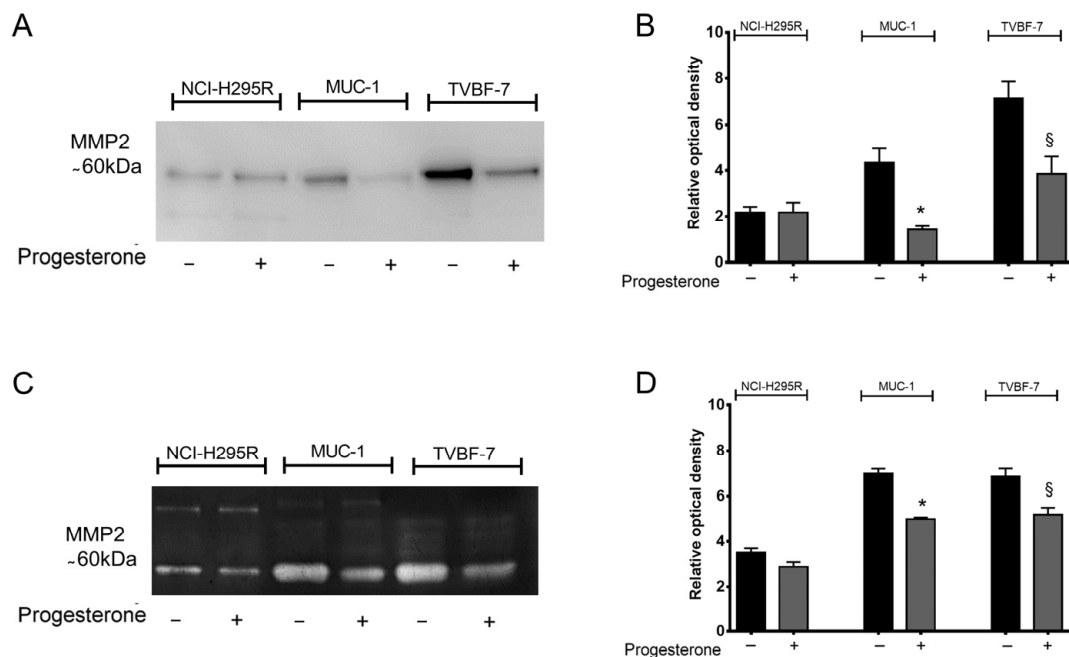 A
NCI-H295R MUC-1 TVBF-7
MMP2
~60kDa
Progesterone - + - + - +
B
NCI-H295R MUC-1 TVBF-7
Relative optical density
10
8
6
4
2
0
* §
Progesterone - + - + - +
C
NCI-H295R MUC-1 TVBF-7
MMP2
~60kDa
Progesterone - + - + - +
D
NCI-H295R MUC-1 TVBF-7
Relative optical density
10
8
6
4
2
0
* §
Progesterone - + - + - +